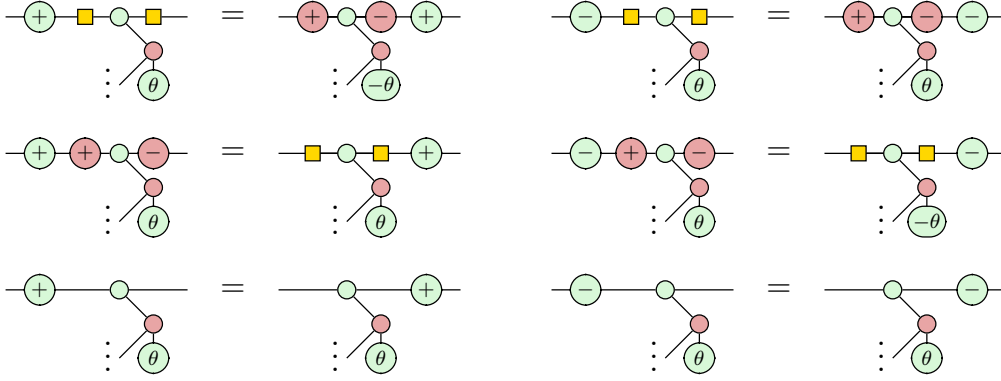 + = + − + − = + − −
θ −θ θ θ
+ + − = + − + − = −
θ θ θ −θ
+ = + − = −
θ θ θ θ